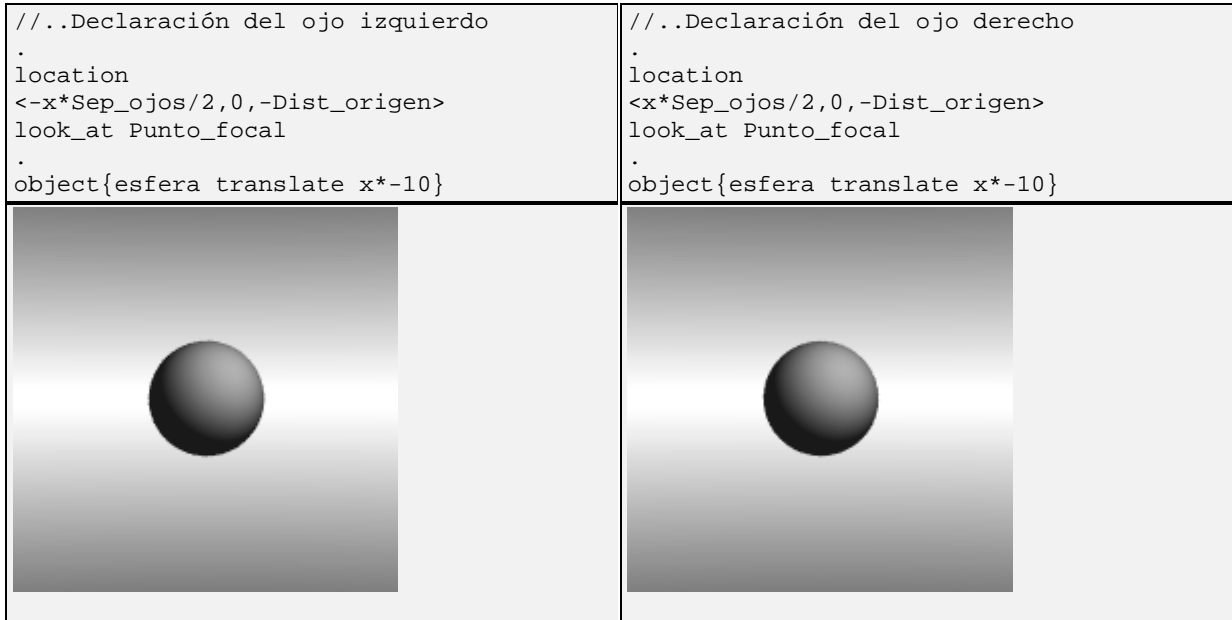 //..Declaración del ojo izquierdo
.
location
<-x*Sep_ojos/2,0,-Dist_origen>
look_at Punto_focal
.
object{esfera translate x*-10}
//..Declaración del ojo derecho
.
location
<x*Sep_ojos/2,0,-Dist_origen>
look_at Punto_focal
.
object{esfera translate x*-10}